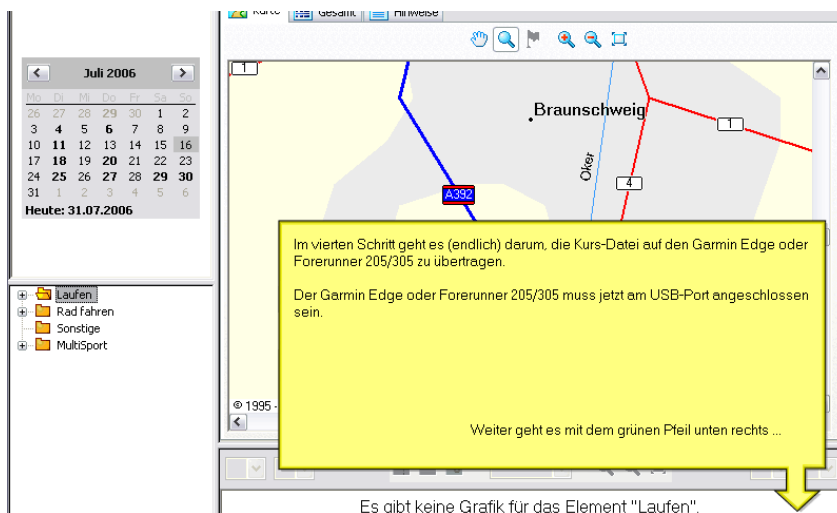 Karte Gesamt Hinweise
Juli 2006
Mo Di Mi Do Fr Sa So
26 27 28 29 30 1 2
3 4 5 6 7 8 9
10 11 12 13 14 15 16
17 18 19 20 21 22 23
24 25 26 27 28 29 30
31 1 2 3 4 5 6
Heute: 31.07.2006
Laufen
Rad fahren
Sonstige
MultiSport
1
Braunschweig
1
Oker
4
A392
© 1995 -
Im vierten Schritt geht es (endlich) darum, die Kurs-Datei auf den Garmin Edge oder
Forerunner 205/305 zu übertragen.
Der Garmin Edge oder Forerunner 205/305 muss jetzt am USB-Port angeschlossen
sein.
Weiter geht es mit dem grünen Pfeil unten rechts ...
Es gibt keine Grafik für das Element "Laufen".